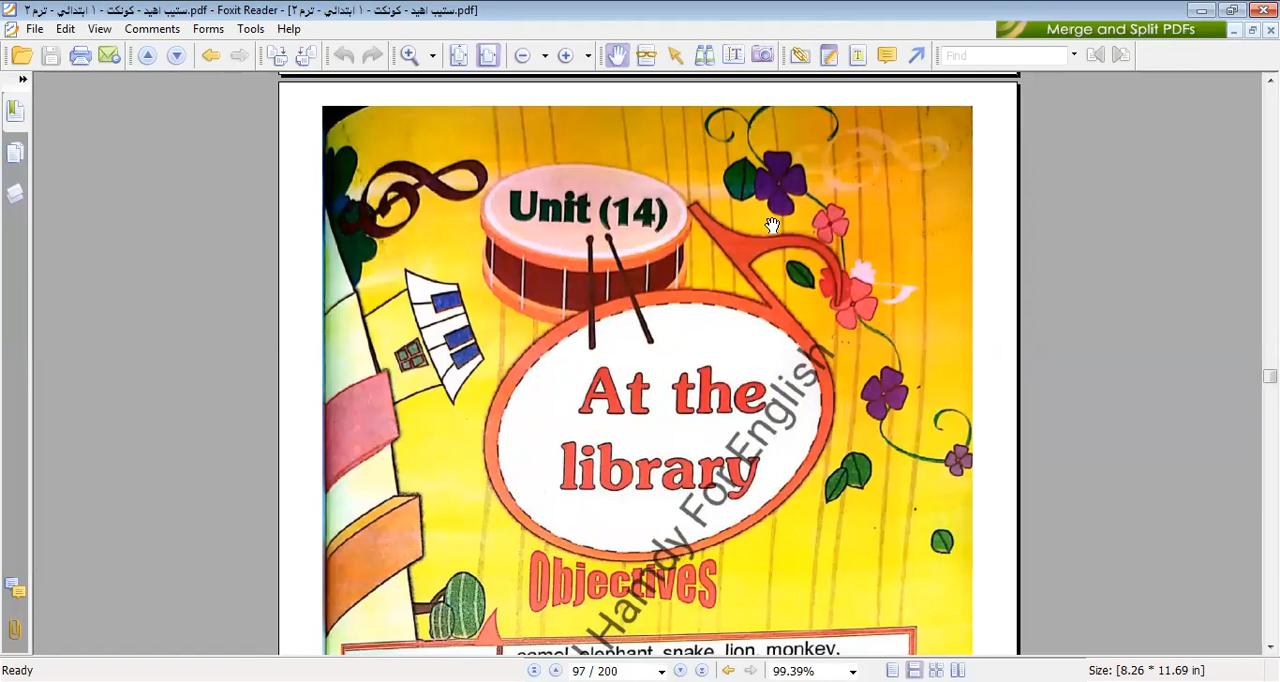 ستيب اهيد - كونكت - ١ ابتدائي - ترم ٢.pdf - Foxit Reader - [ستيب اهيد - كونكت - ١ ابتدائي - ترم ٢.pdf]
File Edit View Comments Forms Tools Help
Merge and Split PDFs
Find
Unit (14)
At the
library
Hamdy For English
Objectives
camel, elephant, snake, lion, monkey,
Ready
97 / 200
99.39%
Size: [8.26 * 11.69 in]